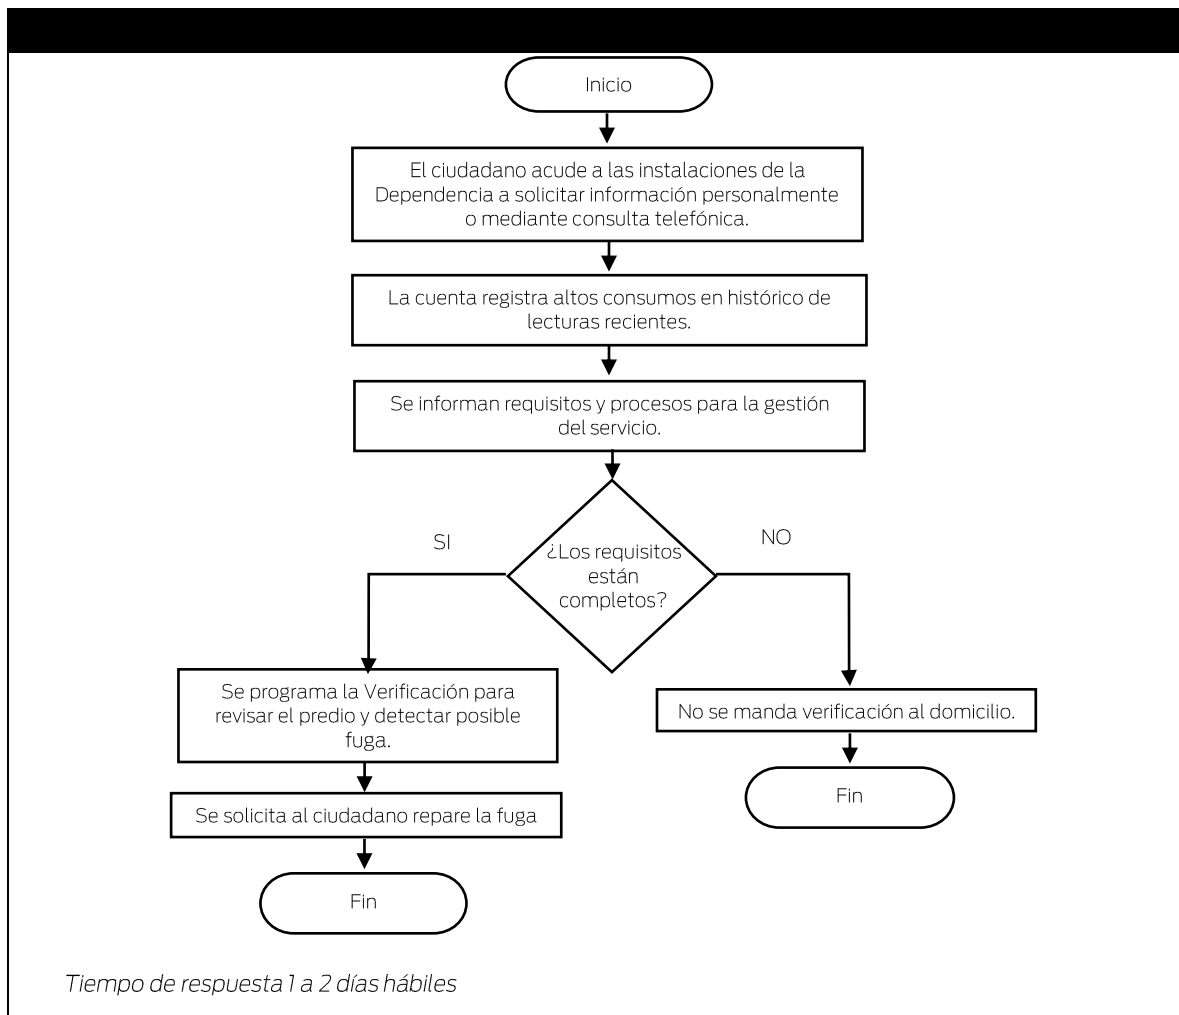 Inicio
El ciudadano acude a las instalaciones de la
Dependencia a solicitar información personalmente
o mediante consulta telefónica.
La cuenta registra altos consumos en histórico de
lecturas recientes.
Se informan requisitos y procesos para la gestión
del servicio.
SI
NO
¿Los requisitos
están
completos?
Se programa la Verificación para
revisar el predio y detectar posible
fuga.
No se manda verificación al domicilio.
Se solicita al ciudadano repare la fuga
Fin
Fin
Tiempo de respuesta 1 a 2 días hábiles